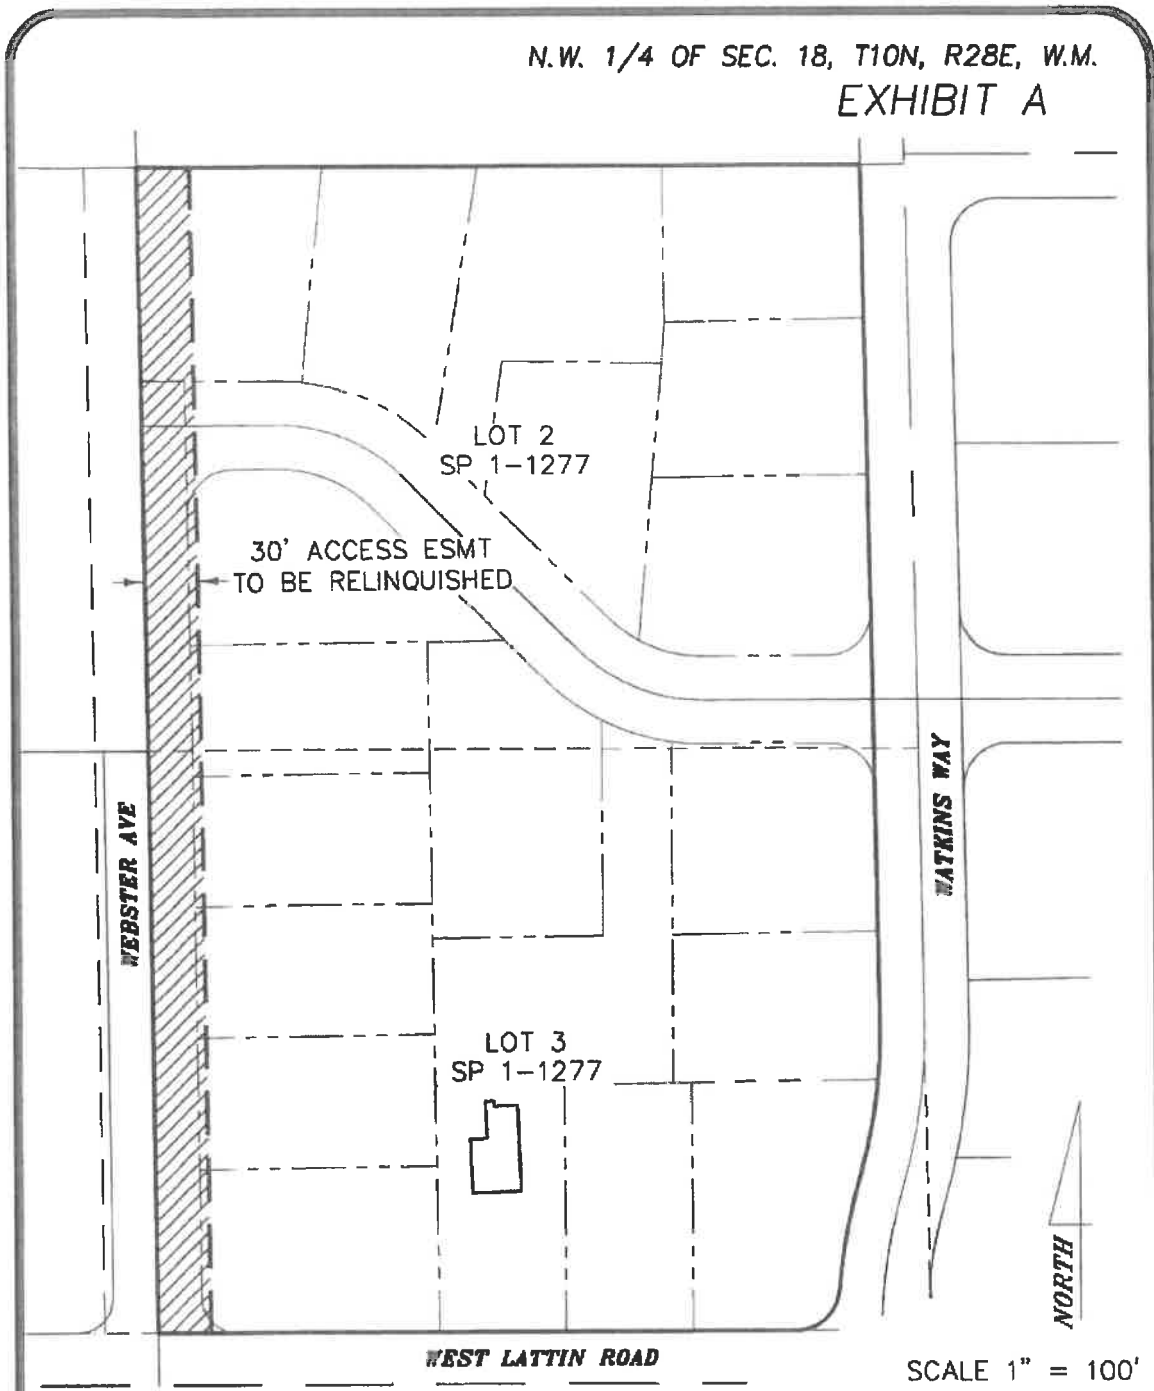 N.W. 1/4 OF SEC. 18, T10N, R28E, W.M.
EXHIBIT A
LOT 2
SP 1-1277
30' ACCESS ESMT
TO BE RELINQUISHED
WEBSTER AVE
WATKINS WAY
LOT 3
SP 1-1277
NORTH
WEST LATTIN ROAD
SCALE 1" = 100'